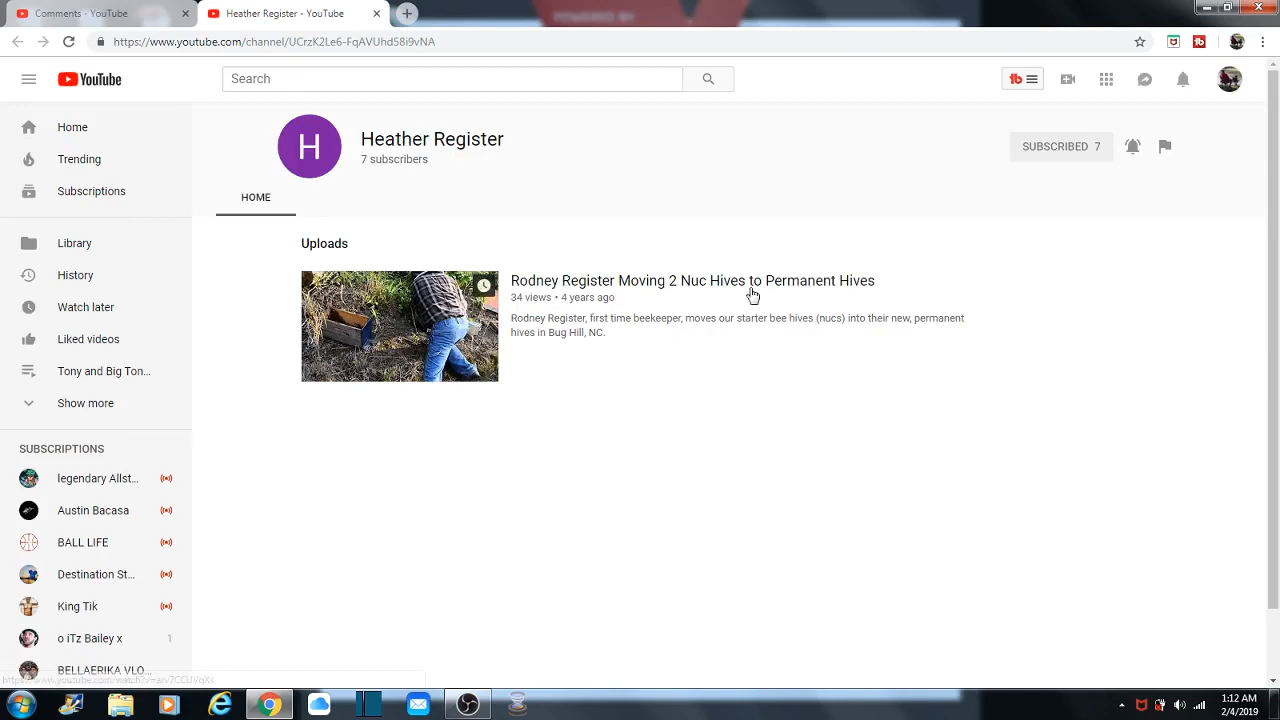 Comments - YouTube
Heather Register - YouTube
POWERED BY
https://www.youtube.com/channel/UCrzK2Le6-FqAVUhd58i9vNA
YouTube
Search
tb
H
Heather Register
7 subscribers
SUBSCRIBED 7
HOME
Home
Trending
Subscriptions
Library
History
Watch later
Liked videos
Tony and Big Ton...
Show more
SUBSCRIPTIONS
legendary Allst...
Austin Bacasa
BALL LIFE
Destination St...
King Tik
o iTz Bailey x 1
BELLAERIKA VLO...
Uploads
Rodney Register Moving 2 Nuc Hives to Permanent Hives
34 views • 4 years ago
Rodney Register, first time beekeeper, moves our starter bee hives (nucs) into their new, permanent
hives in Bug Hill, NC.
1:12 AM
2/4/2019